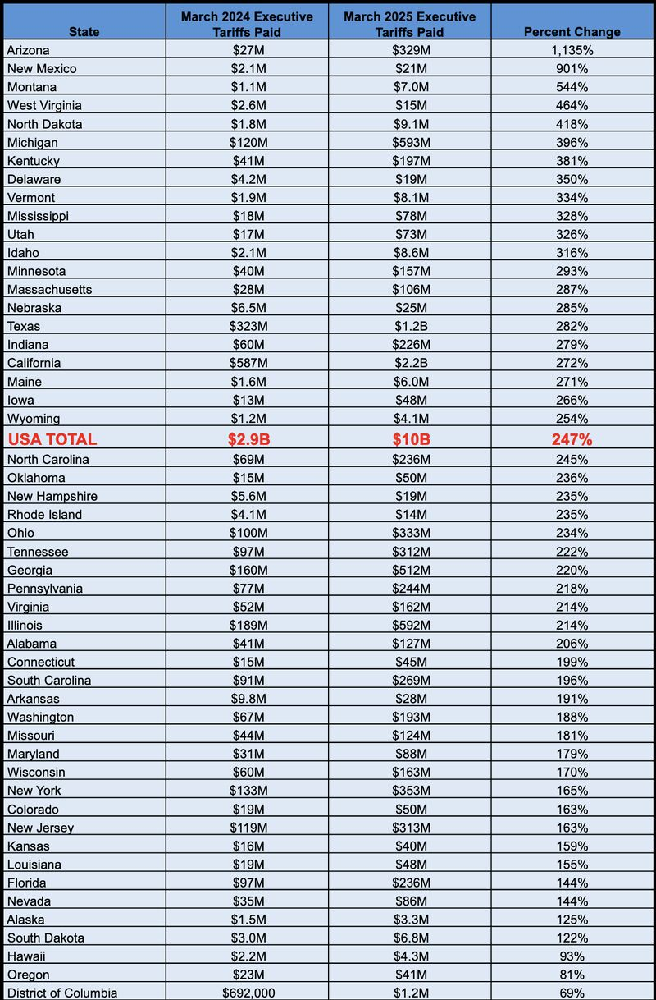 State March 2024 Executive Tariffs Paid March 2025 Executive Tariffs Paid Percent Change
Arizona $27M $329M 1,135%
New Mexico $2.1M $21M 901%
Montana $1.1M $7.0M 544%
West Virginia $2.6M $15M 464%
North Dakota $1.8M $9.1M 418%
Michigan $120M $593M 396%
Kentucky $41M $197M 381%
Delaware $4.2M $19M 350%
Vermont $1.9M $8.1M 334%
Mississippi $18M $78M 328%
Utah $17M $73M 326%
Idaho $2.1M $8.6M 316%
Minnesota $40M $157M 293%
Massachusetts $28M $106M 287%
Nebraska $6.5M $25M 285%
Texas $323M $1.2B 282%
Indiana $60M $226M 279%
California $587M $2.2B 272%
Maine $1.6M $6.0M 271%
Iowa $13M $48M 266%
Wyoming $1.2M $4.1M 254%
USA TOTAL $2.9B $10B 247%
North Carolina $69M $236M 245%
Oklahoma $15M $50M 236%
New Hampshire $5.6M $19M 235%
Rhode Island $4.1M $14M 235%
Ohio $100M $333M 234%
Tennessee $97M $312M 222%
Georgia $160M $512M 220%
Pennsylvania $77M $244M 218%
Virginia $52M $162M 214%
Illinois $189M $592M 214%
Alabama $41M $127M 206%
Connecticut $15M $45M 199%
South Carolina $91M $269M 196%
Arkansas $9.8M $28M 191%
Washington $67M $193M 188%
Missouri $44M $124M 181%
Maryland $31M $88M 179%
Wisconsin $60M $163M 170%
New York $133M $353M 165%
Colorado $19M $50M 163%
New Jersey $119M $313M 163%
Kansas $16M $40M 159%
Louisiana $19M $48M 155%
Florida $97M $236M 144%
Nevada $35M $86M 144%
Alaska $1.5M $3.3M 125%
South Dakota $3.0M $6.8M 122%
Hawaii $2.2M $4.3M 93%
Oregon $23M $41M 81%
District of Columbia $692,000 $1.2M 69%